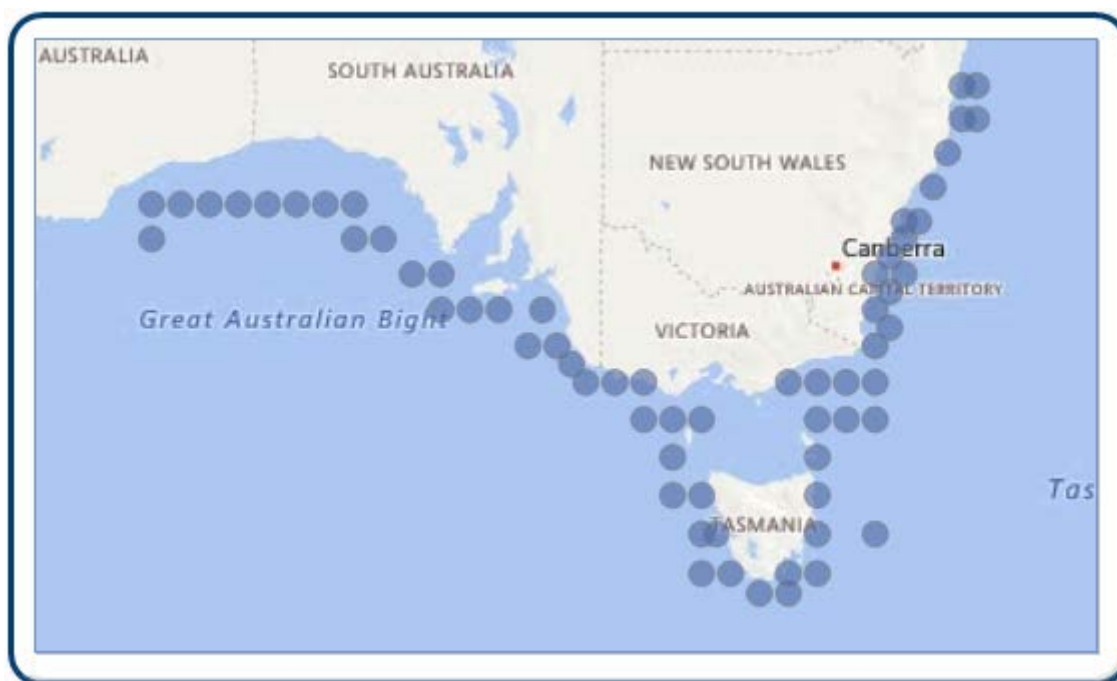 AUSTRALIA
SOUTH AUSTRALIA
NEW SOUTH WALES
Canberra
AUSTRALIAN CAPITAL TERRITORY
Great Australian Bight
VICTORIA
Tas
TASMANIA